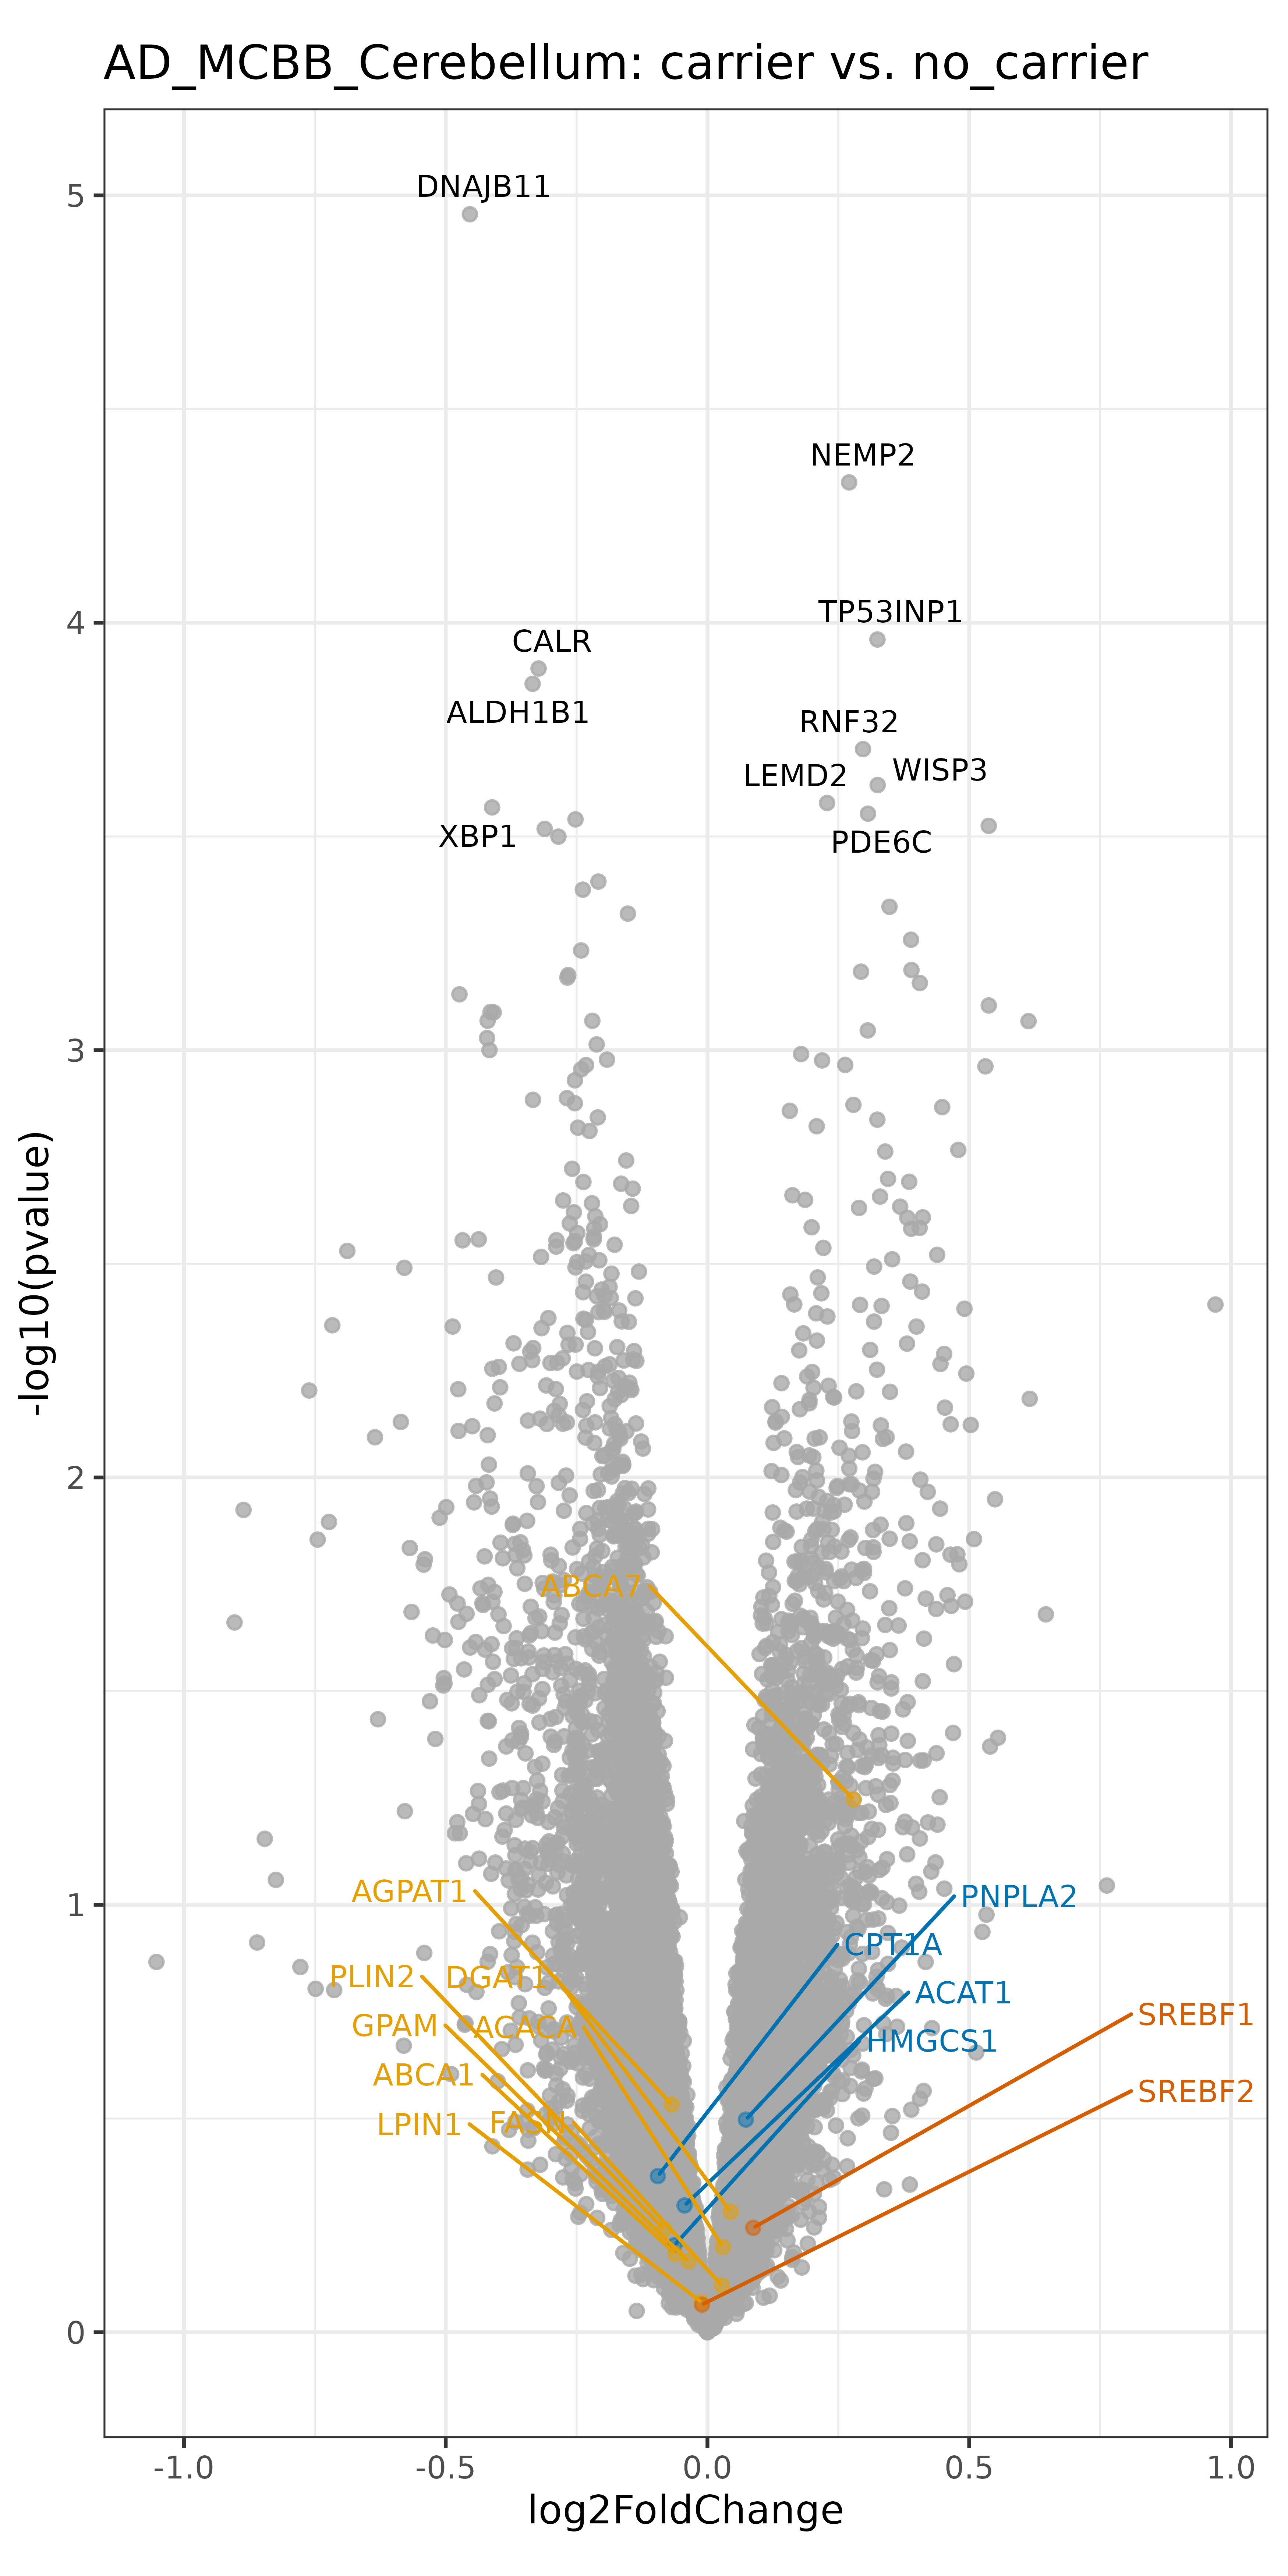 AD_MCBB_Cerebellum: carrier vs. no_carrier
DNAJB11
NEMP2
TP53INP1
CALR
ALDH1B1
RNF32
WISP3
LEMD2
XBP1
PDE6C
ABCA7
AGPAT1
PNPLA2
CPT1A
PLIN2
DGAT1
ACAT1
SREBF1
GPAM
ACACA
HMGCS1
ABCA1
SREBF2
LPIN1
FASN
5
4
3
2
1
0
-log10(pvalue)
-1.0 -0.5 0.0 0.5 1.0
log2FoldChange